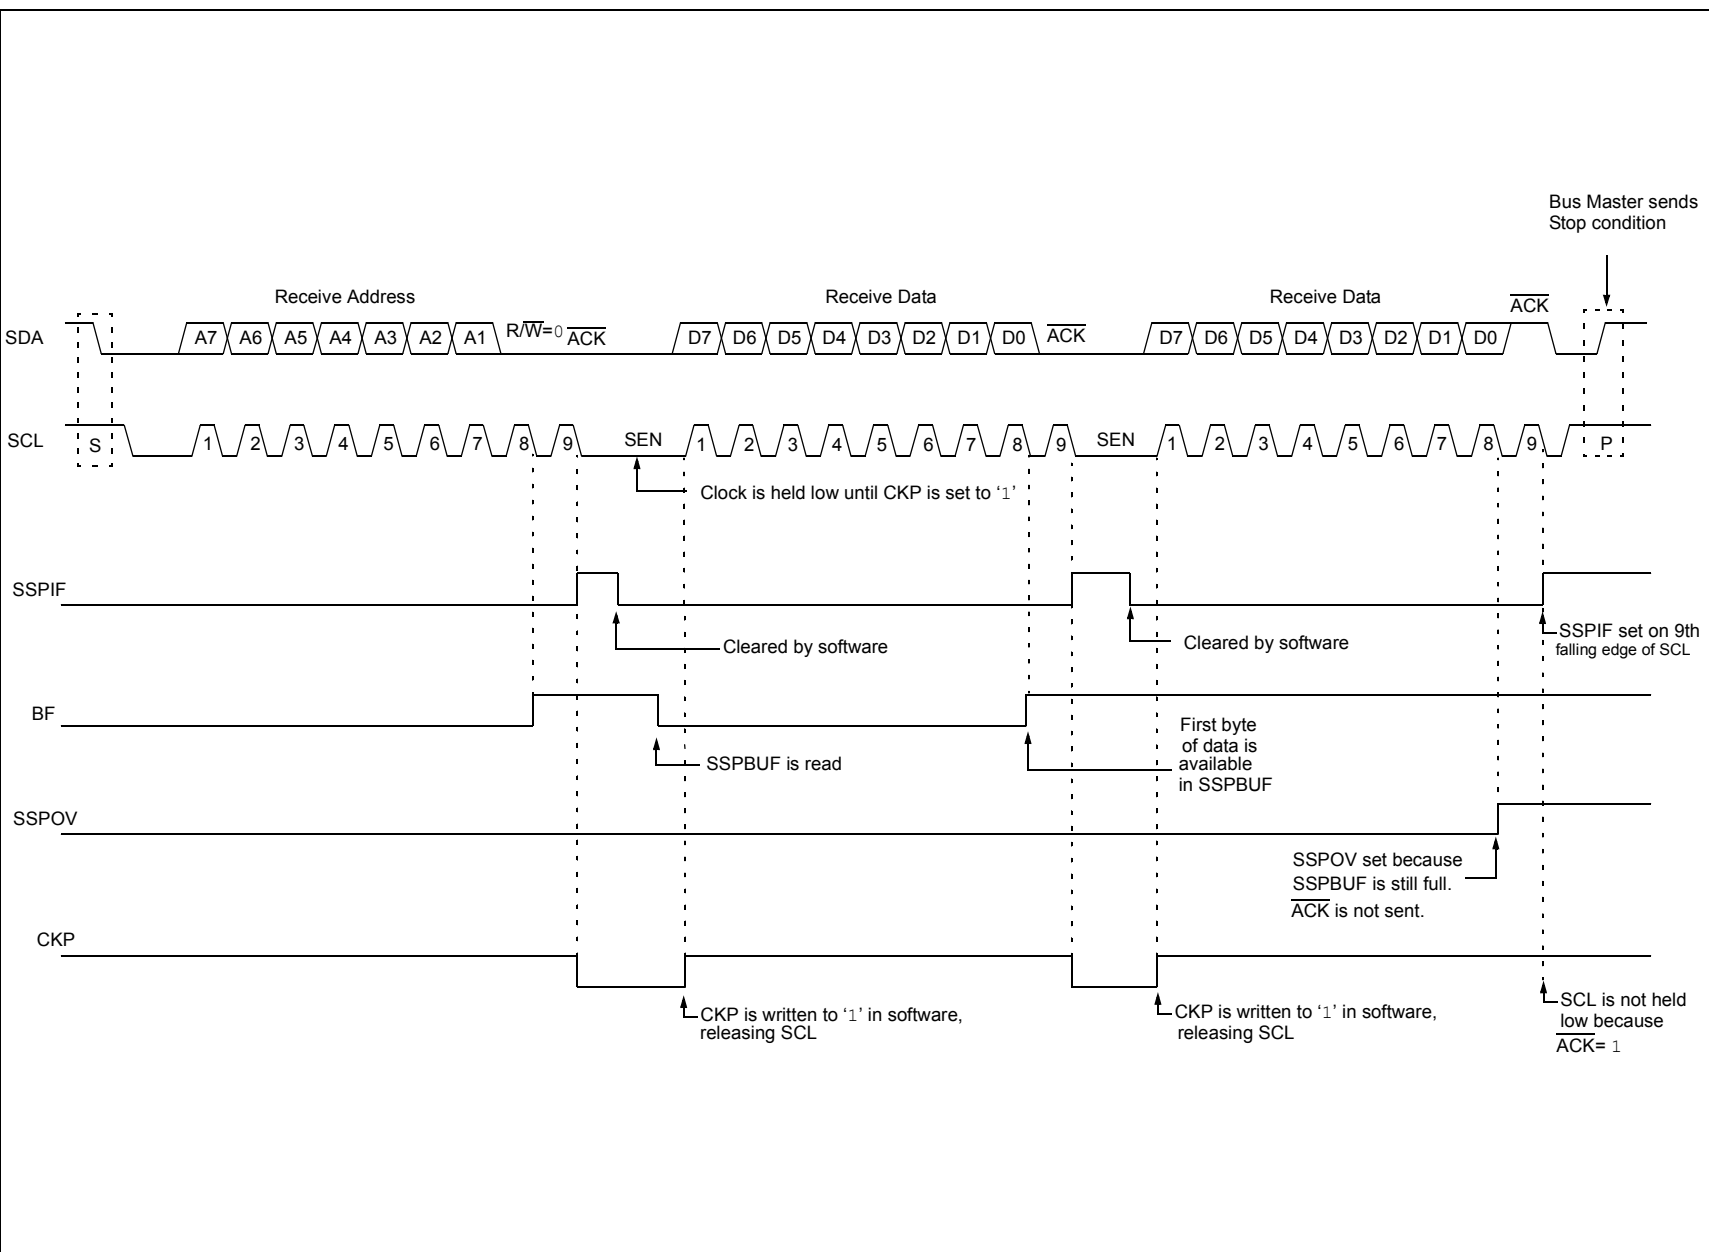 Bus Master sends
Stop condition
Receive Address
Receive Data
Receive Data
ACK
SDA
A7 A6 A5 A4 A3 A2 A1 R/W=0 ACK D7 D6 D5 D4 D3 D2 D1 D0 ACK D7 D6 D5 D4 D3 D2 D1 D0
SCL
S 1 2 3 4 5 6 7 8 9 SEN 1 2 3 4 5 6 7 8 9 SEN 1 2 3 4 5 6 7 8 9 P
Clock is held low until CKP is set to ‘1’
SSPIF
Cleared by software
Cleared by software
SSPIF set on 9th
falling edge of SCL
BF
SSPBUF is read
First byte
of data is
available
in SSPBUF
SSPOV
SSPOV set because
SSPBUF is still full.
ACK is not sent.
CKP
CKP is written to ‘1’ in software,
releasing SCL
CKP is written to ‘1’ in software,
releasing SCL
SCL is not held
low because
ACK= 1